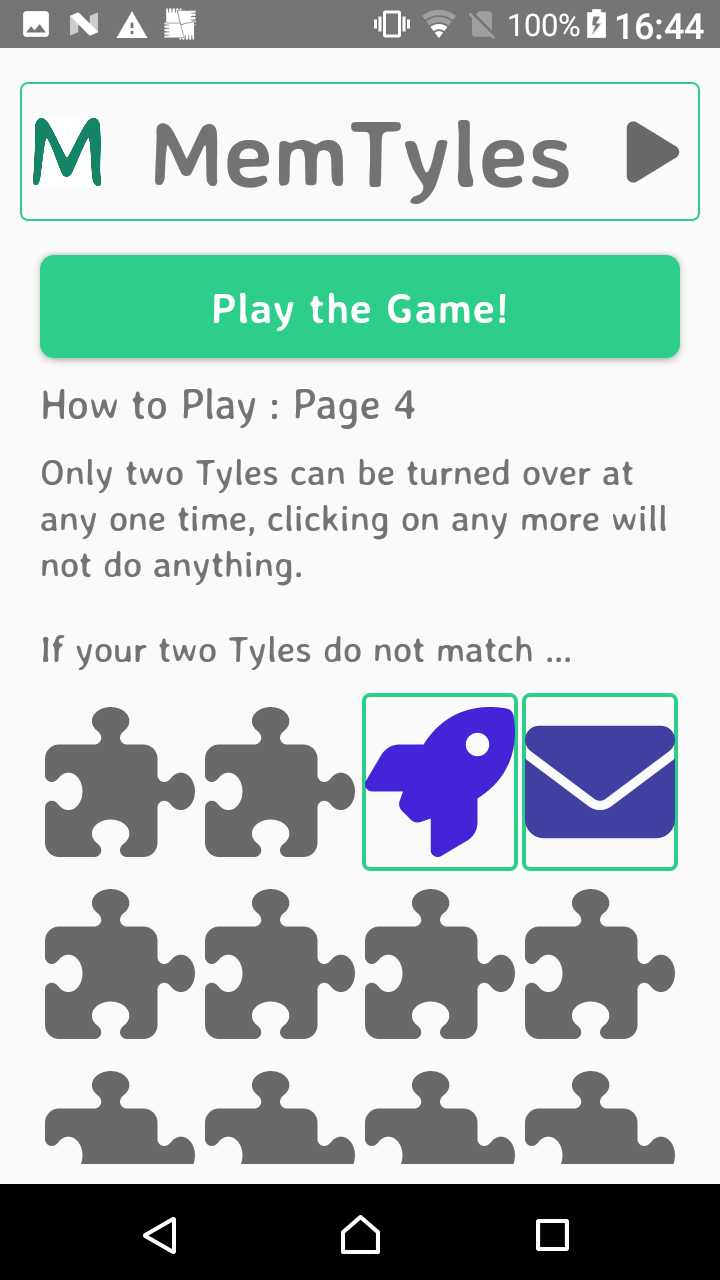 100% 16:44
M MemTyles
Play the Game!
How to Play : Page 4
Only two Tyles can be turned over at
any one time, clicking on any more will
not do anything.
If your two Tyles do not match ...